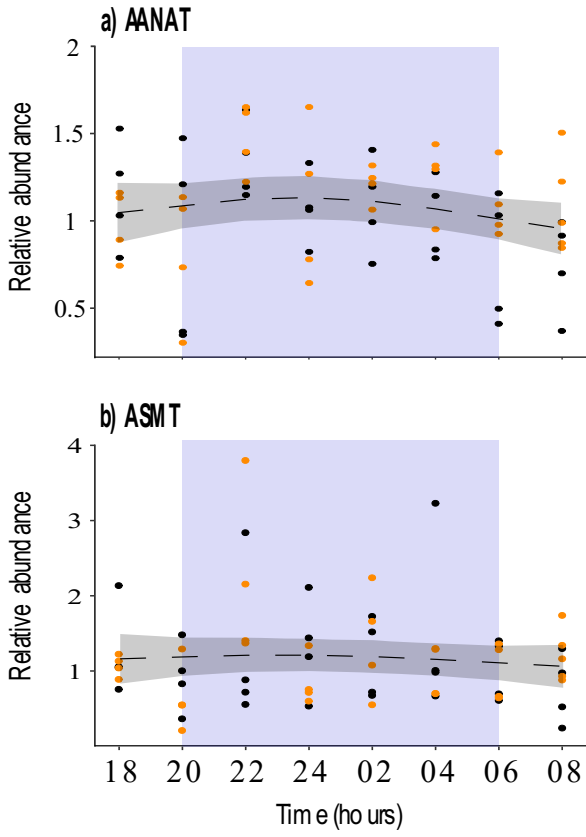 a) AANAT
2
1.5
1
0.5
Relative abundance
b) ASMT
4
3
2
1
Relative abundance
18 20 22 24 02 04 06 08
Time (hours)